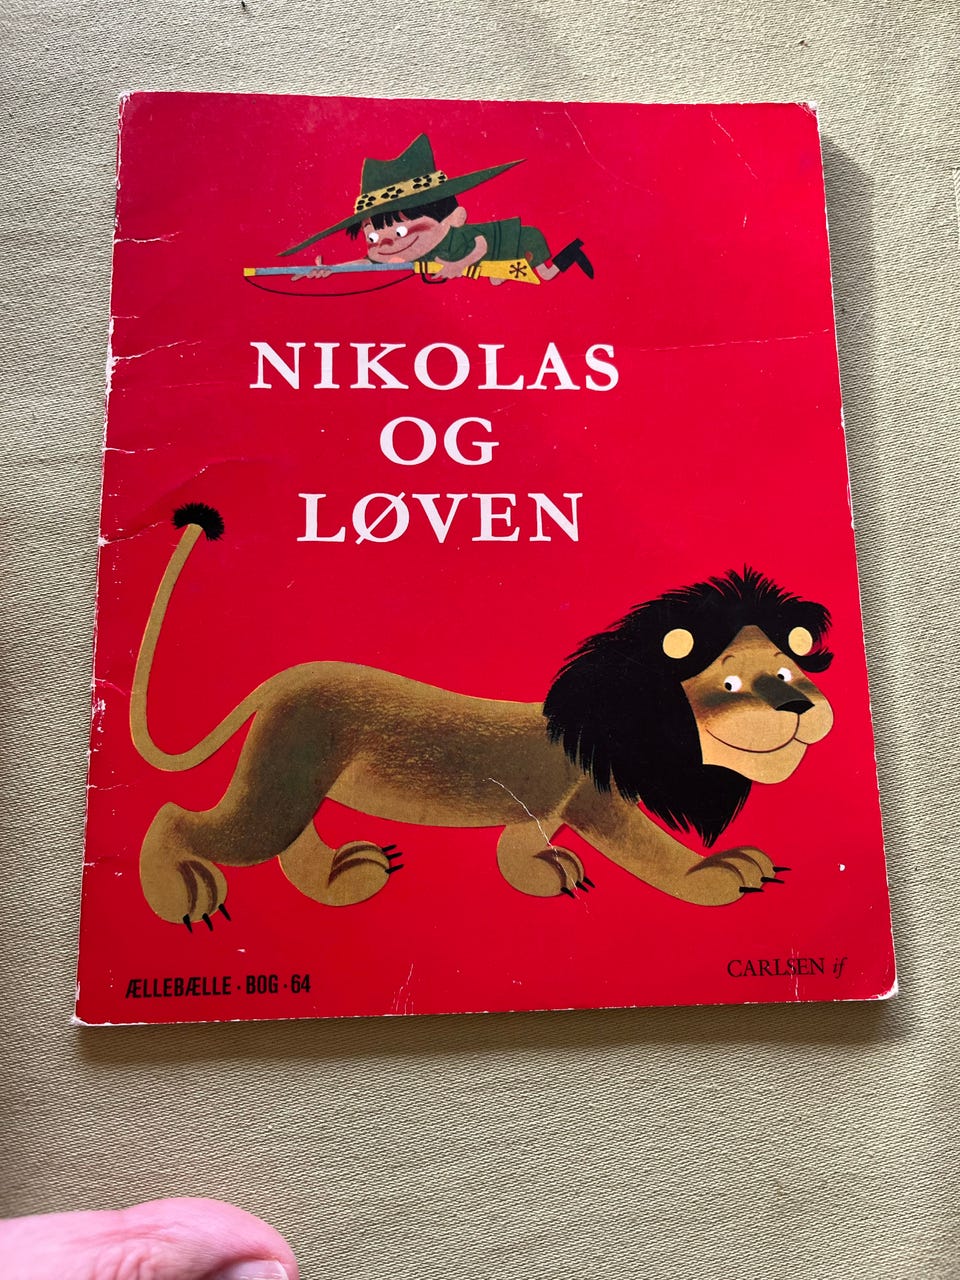 NIKOLAS
OG
LØVEN
ÆLLEBÆLLE · BOG · 64
CARLSEN if